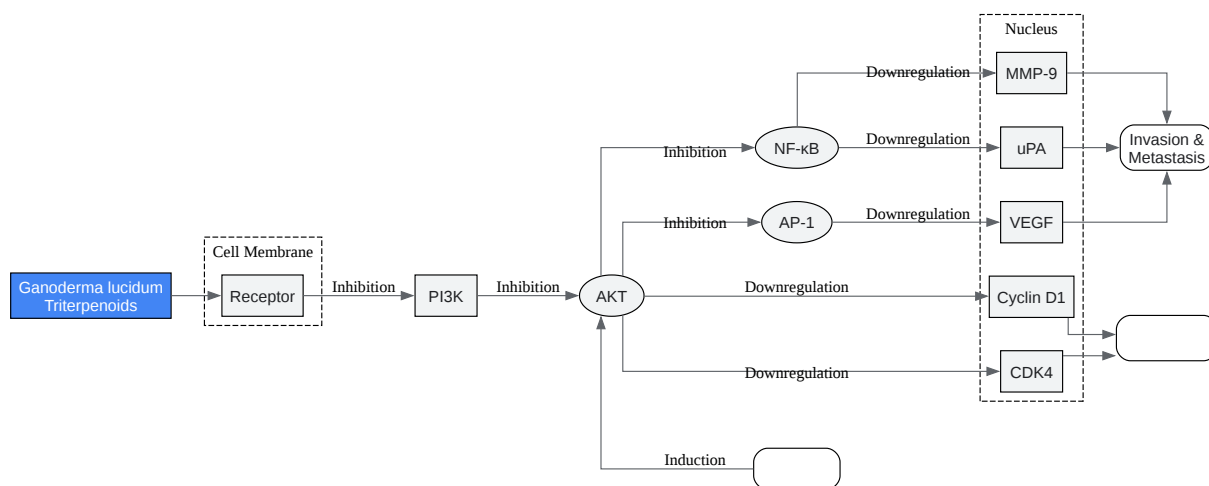 Nucleus
Downregulation
MMP-9
Inhibition
NF-κB
Downregulation
uPA
Invasion &
Metastasis
Inhibition
AP-1
Downregulation
VEGF
Cell Membrane
Ganoderma lucidum
Triterpenoids
Receptor
Inhibition
PI3K
Inhibition
AKT
Downregulation
Cyclin D1
Downregulation
CDK4
Induction